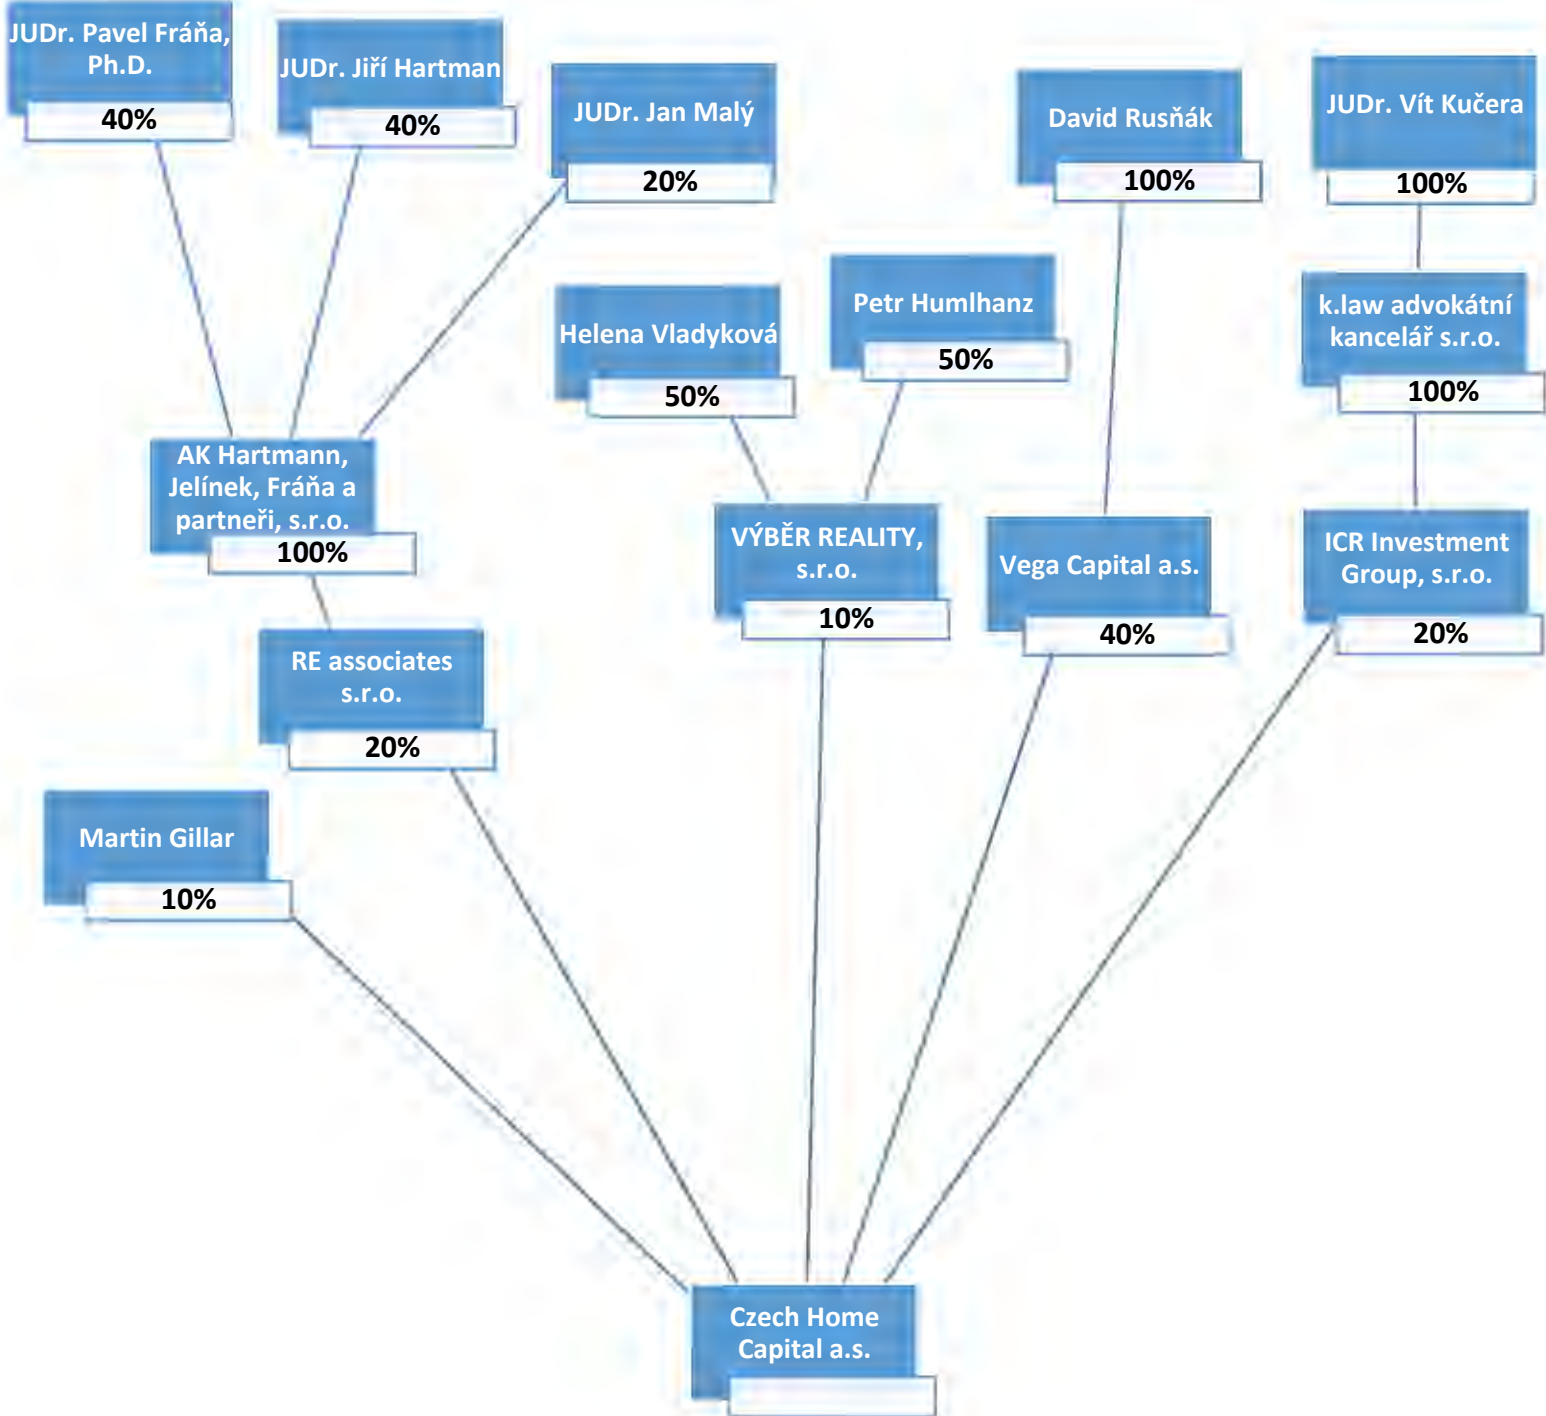 JUDr. Pavel Fráňa,
Ph.D.
40%
JUDr. Jiří Hartman
40%
JUDr. Jan Malý
20%
David Rusňák
100%
JUDr. Vít Kučera
100%
Helena Vladyková
50%
Petr Humlhanz
50%
k.law advokátní
kancelář s.r.o.
100%
AK Hartmann,
Jelínek, Fráňa a
partneři, s.r.o.
100%
VÝBĚR REALITY,
s.r.o.
10%
Vega Capital a.s.
40%
ICR Investment
Group, s.r.o.
20%
RE associates
s.r.o.
20%
Martin Gillar
10%
Czech Home
Capital a.s.